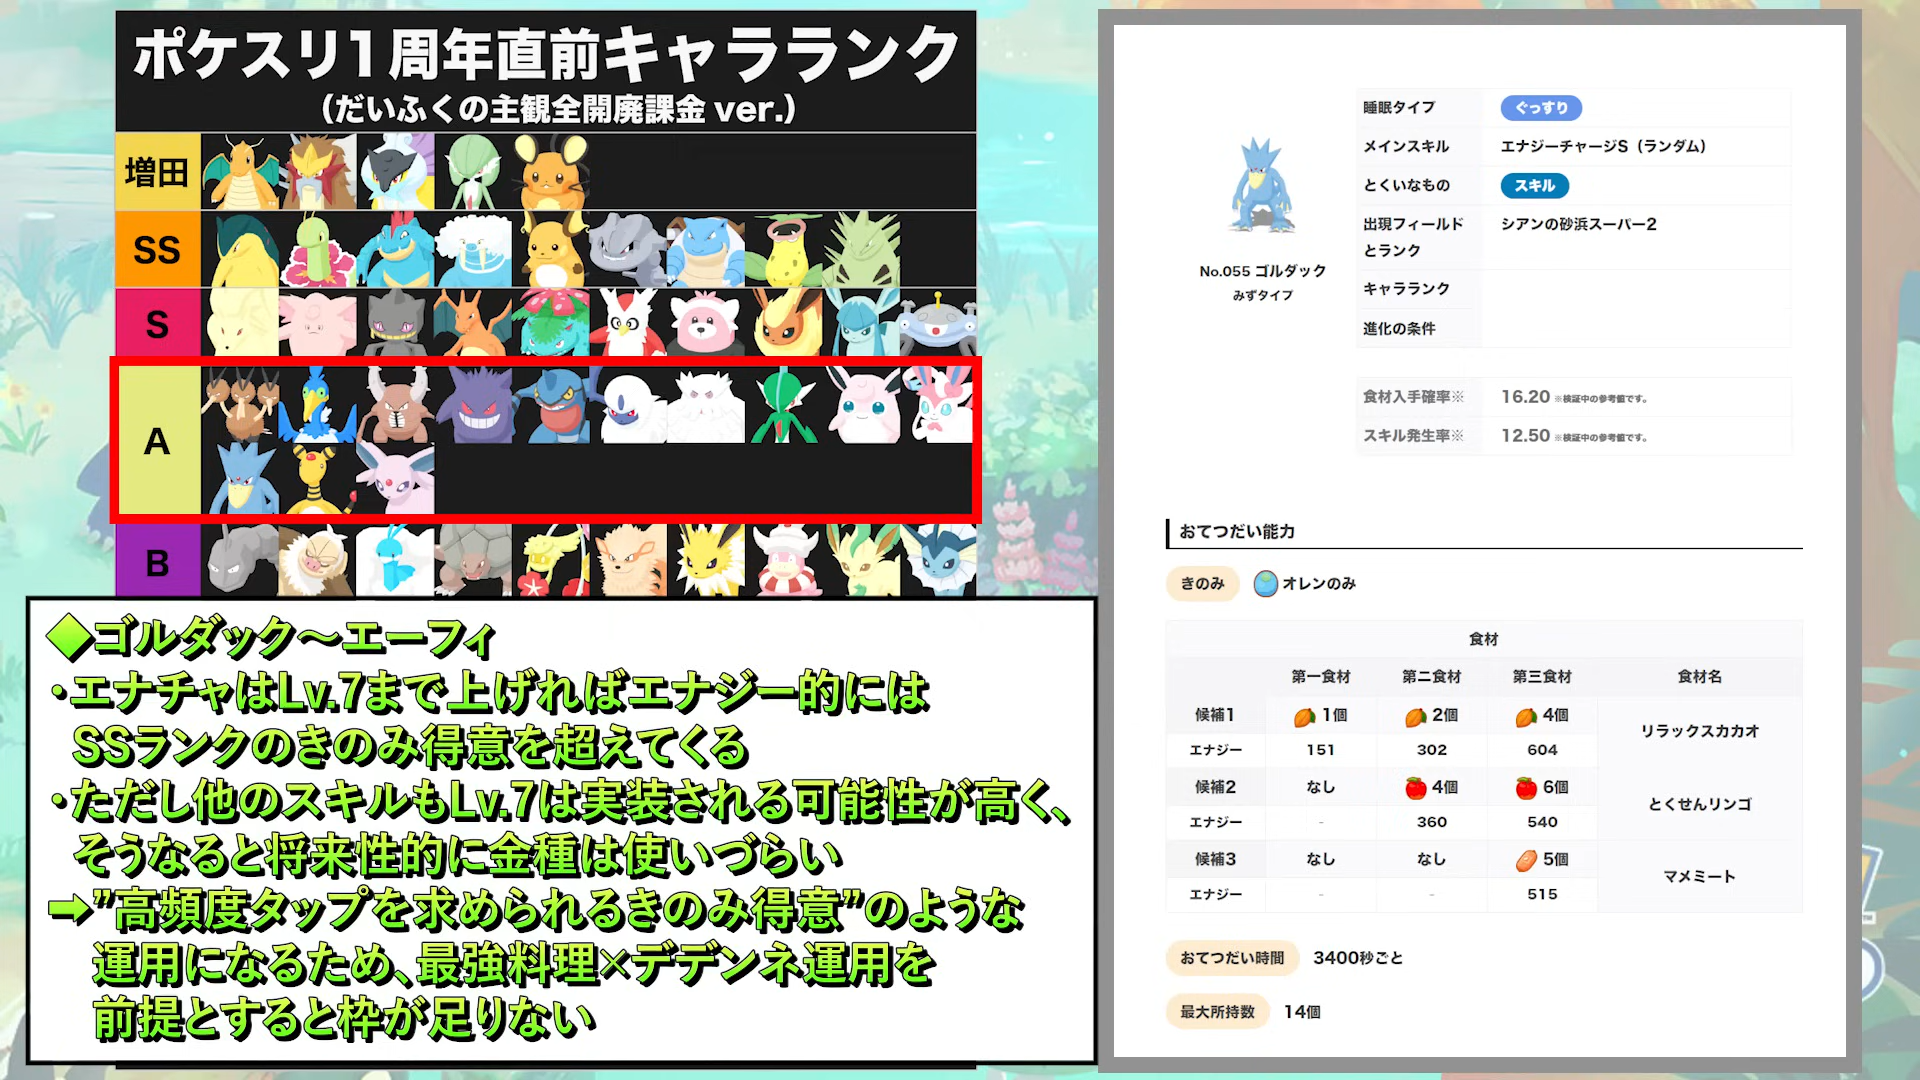 ポケスリ1周年直前キャラランク
（だいふくの主観全開廃課金 ver.）
増田
SS
S
A
B
◆ゴルダック～エーフィ
・エナチャはLv.7まで上げればエナジー的には
SSランクのきのみ得意を超えてくる
・ただし他のスキルもLv.7は実装される可能性が高く、
そうなると将来性的に金種は使いづらい
➡”高頻度タップを求められるきのみ得意”のような
運用になるため、最強料理×デデンネ運用を
前提とすると枠が足りない
No.055 ゴルダック
みずタイプ
睡眠タイプ ぐっすり
メインスキル エナジーチャージS（ランダム）
とくいなもの スキル
出現フィールド シアンの砂浜スーパー2
とランク
キャラランク
進化の条件
食材入手確率※ 16.20 ※検証中の参考値です。
スキル発生率※ 12.50 ※検証中の参考値です。
おてつだい能力
きのみ オレンのみ
食材
第一食材 第二食材 第三食材 食材名
候補1 1個 2個 4個 リラックスカカオ
エナジー 151 302 604
候補2 なし 4個 6個 とくせんリンゴ
エナジー - 360 540
候補3 なし なし 5個 マメミート
エナジー - - 515
おてつだい時間 3400秒ごと
最大所持数 14個